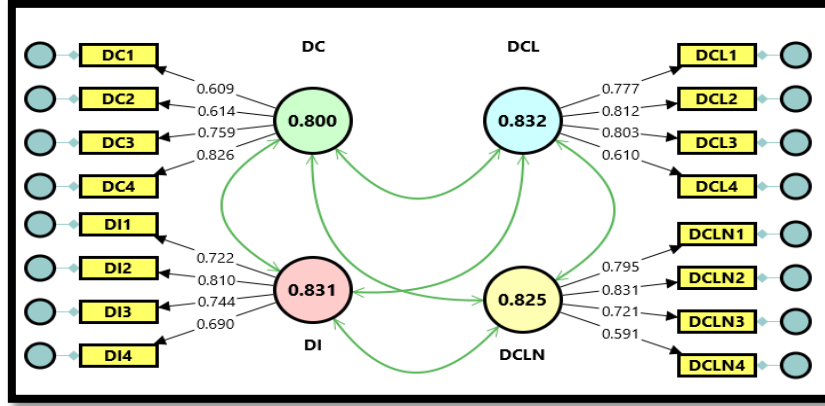 DC
DCL
DC1
DC2
DC3
DC4
0.609
0.614
0.759
0.826
0.800
0.832
0.777
0.812
0.803
0.610
DCL1
DCL2
DCL3
DCL4
DI1
DI2
DI3
DI4
0.722
0.810
0.744
0.690
0.831
DI
0.825
DCLN
0.795
0.831
0.721
0.591
DCLN1
DCLN2
DCLN3
DCLN4